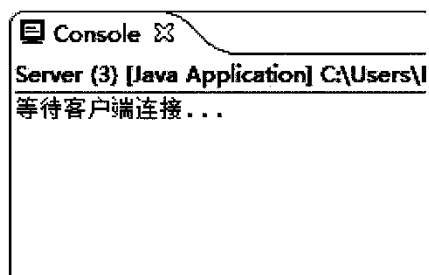 Console
Server (3) [Java Application] C:\Users\
等待客户端连接...